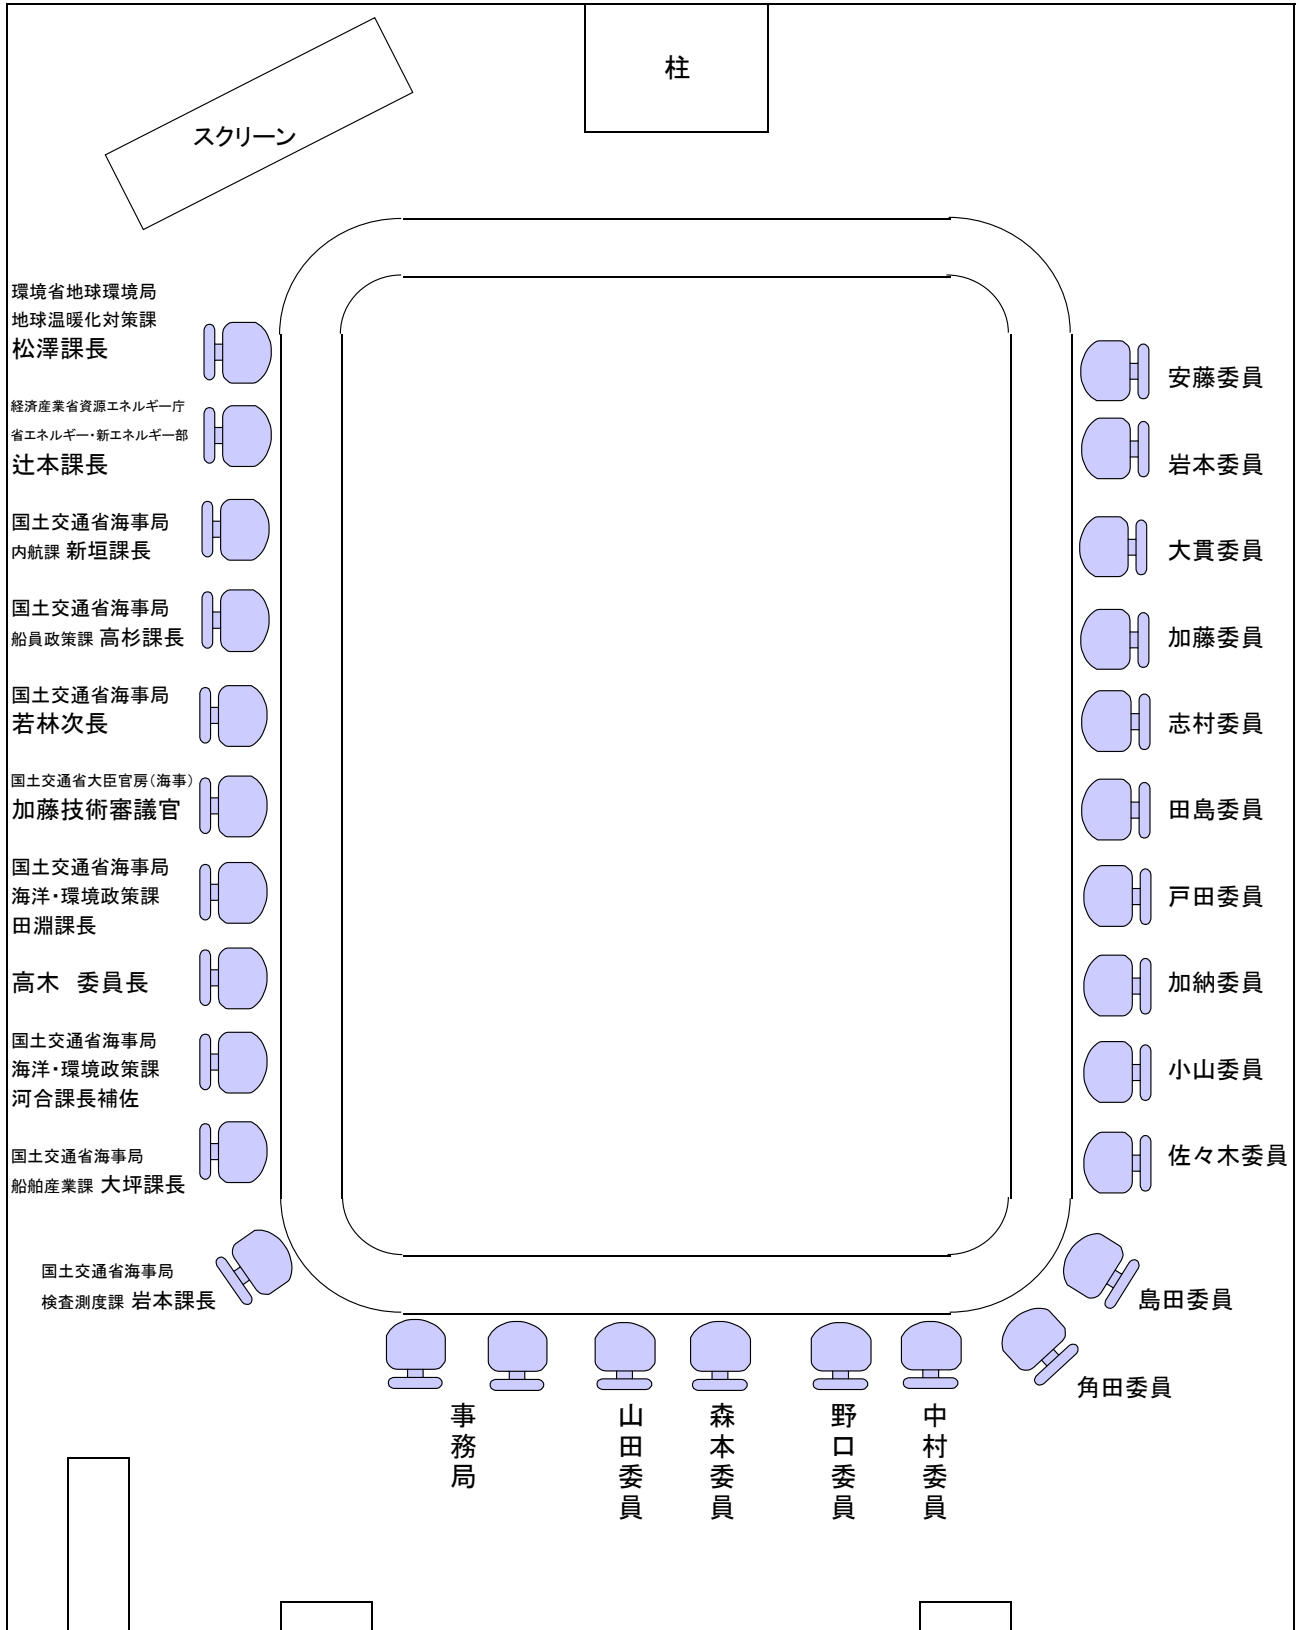 柱
スクリーン
環境省地球環境局
地球温暖化対策課
松澤課長
経済産業省資源エネルギー庁
省エネルギー・新エネルギー部
辻本課長
国土交通省海事局
内航課 新垣課長
国土交通省海事局
船員政策課 高杉課長
国土交通省海事局
若林次長
国土交通省大臣官房(海事)
加藤技術審議官
国土交通省海事局
海洋・環境政策課
田淵課長
高木　委員長
国土交通省海事局
海洋・環境政策課
河合課長補佐
国土交通省海事局
船舶産業課 大坪課長
国土交通省海事局
検査測度課 岩本課長
安藤委員
岩本委員
大貫委員
加藤委員
志村委員
田島委員
戸田委員
加納委員
小山委員
佐々木委員
島田委員
角田委員
事務局
山田委員
森本委員
野口委員
中村委員